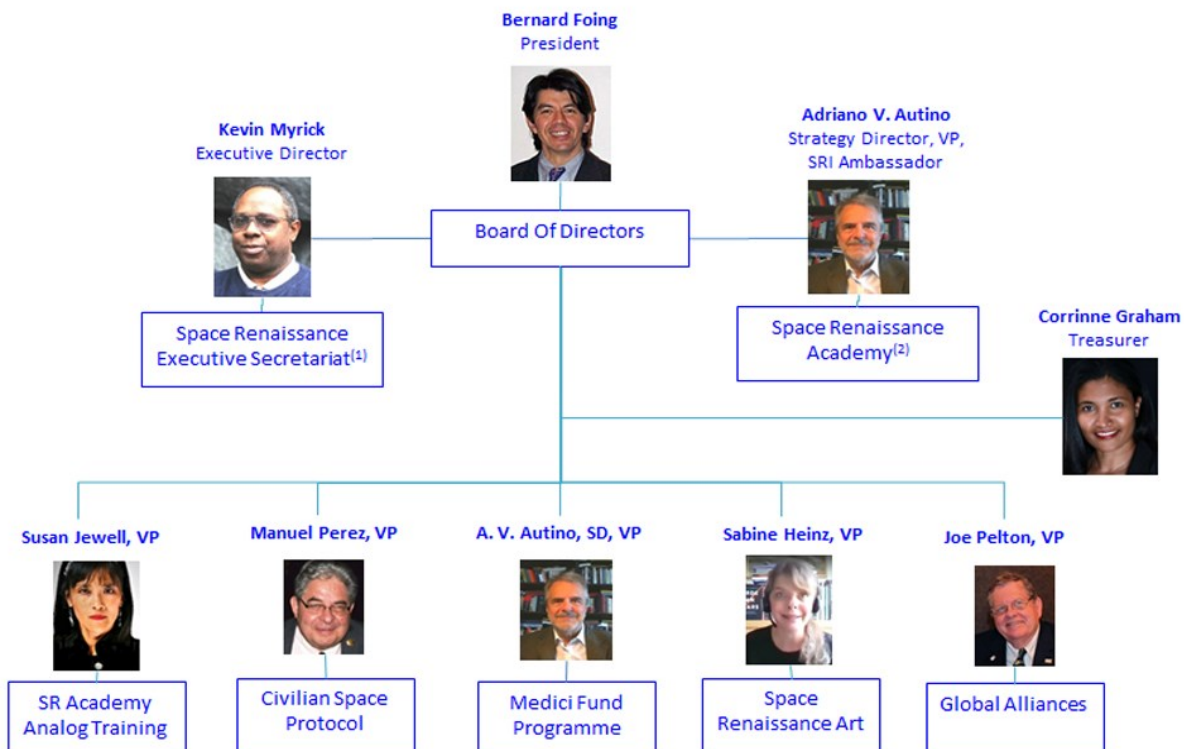 Bernard Foing
President
Kevin Myrick
Executive Director
Adriano V. Autino
Strategy Director, VP,
SRI Ambassador
Board Of Directors
Space Renaissance
Executive Secretariat(1)
Space Renaissance
Academy(2)
Corrinne Graham
Treasurer
Susan Jewell, VP
Manuel Perez, VP
A. V. Autino, SD, VP
Sabine Heinz, VP
Joe Pelton, VP
SR Academy
Analog Training
Civilian Space
Protocol
Medici Fund
Programme
Space
Renaissance Art
Global Alliances